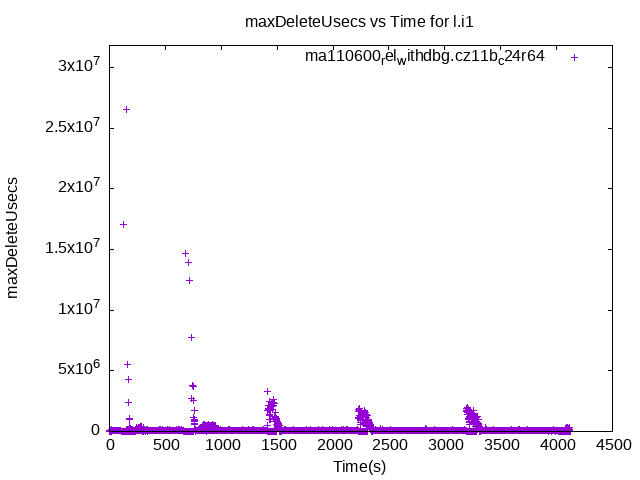 maxDeleteUsecs vs Time for l.i1
ma110600_rel_withdbg.cz11b_c24r64
3x10^7
2.5x10^7
2x10^7
1.5x10^7
1x10^7
5x10^6
0
maxDeleteUsecs
0 500 1000 1500 2000 2500 3000 3500 4000 4500
Time(s)